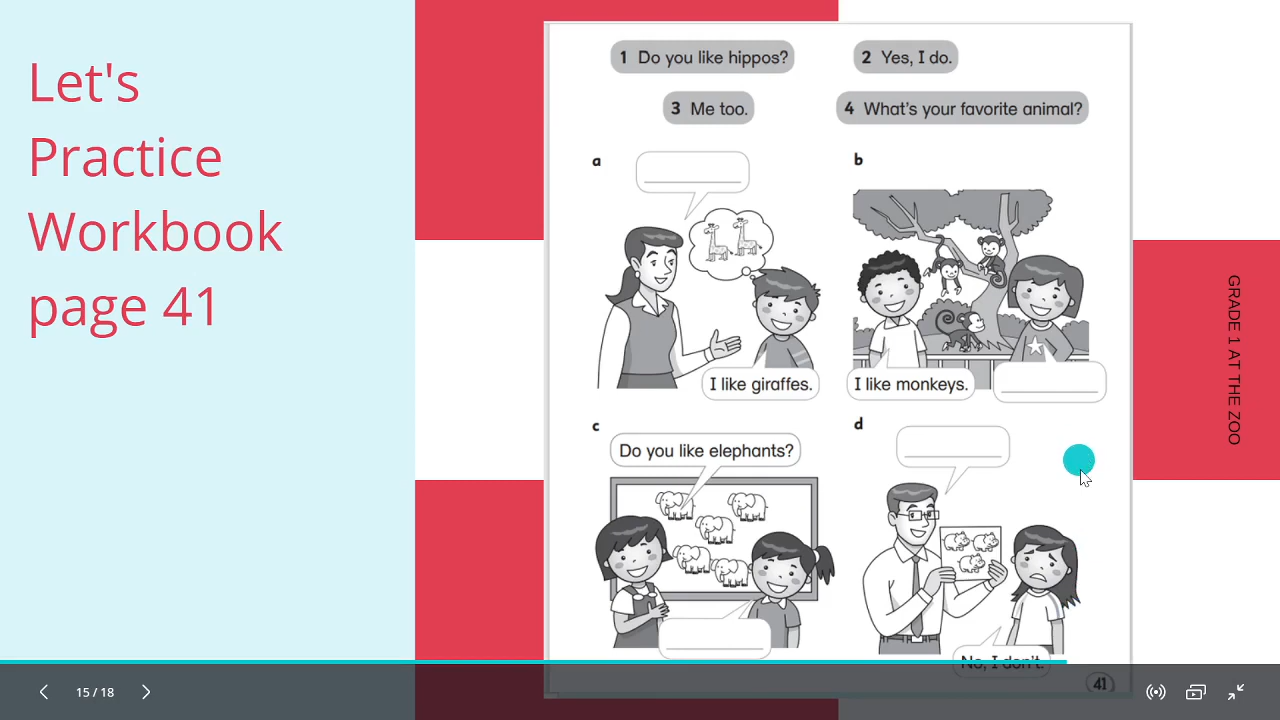 Let's
Practice
Workbook
page 41
1 Do you like hippos?
2 Yes, I do.
3 Me too.
4 What's your favorite animal?
a
I like giraffes.
b
I like monkeys.
c
Do you like elephants?
d
No, I don't.
41
GRADE 1 AT THE ZOO
15 / 18